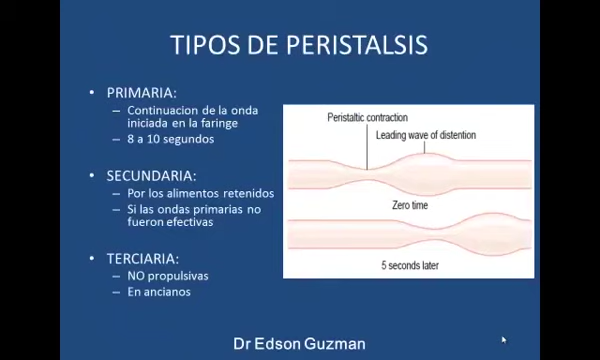 TIPOS DE PERISTALSIS
• PRIMARIA:
– Continuacion de la onda
iniciada en la faringe
– 8 a 10 segundos
• SECUNDARIA:
– Por los alimentos retenidos
– Si las ondas primarias no
fueron efectivas
• TERCIARIA:
– NO propulsivas
– En ancianos
Peristaltic contraction
Leading wave of distention
Zero time
5 seconds later
Dr Edson Guzman